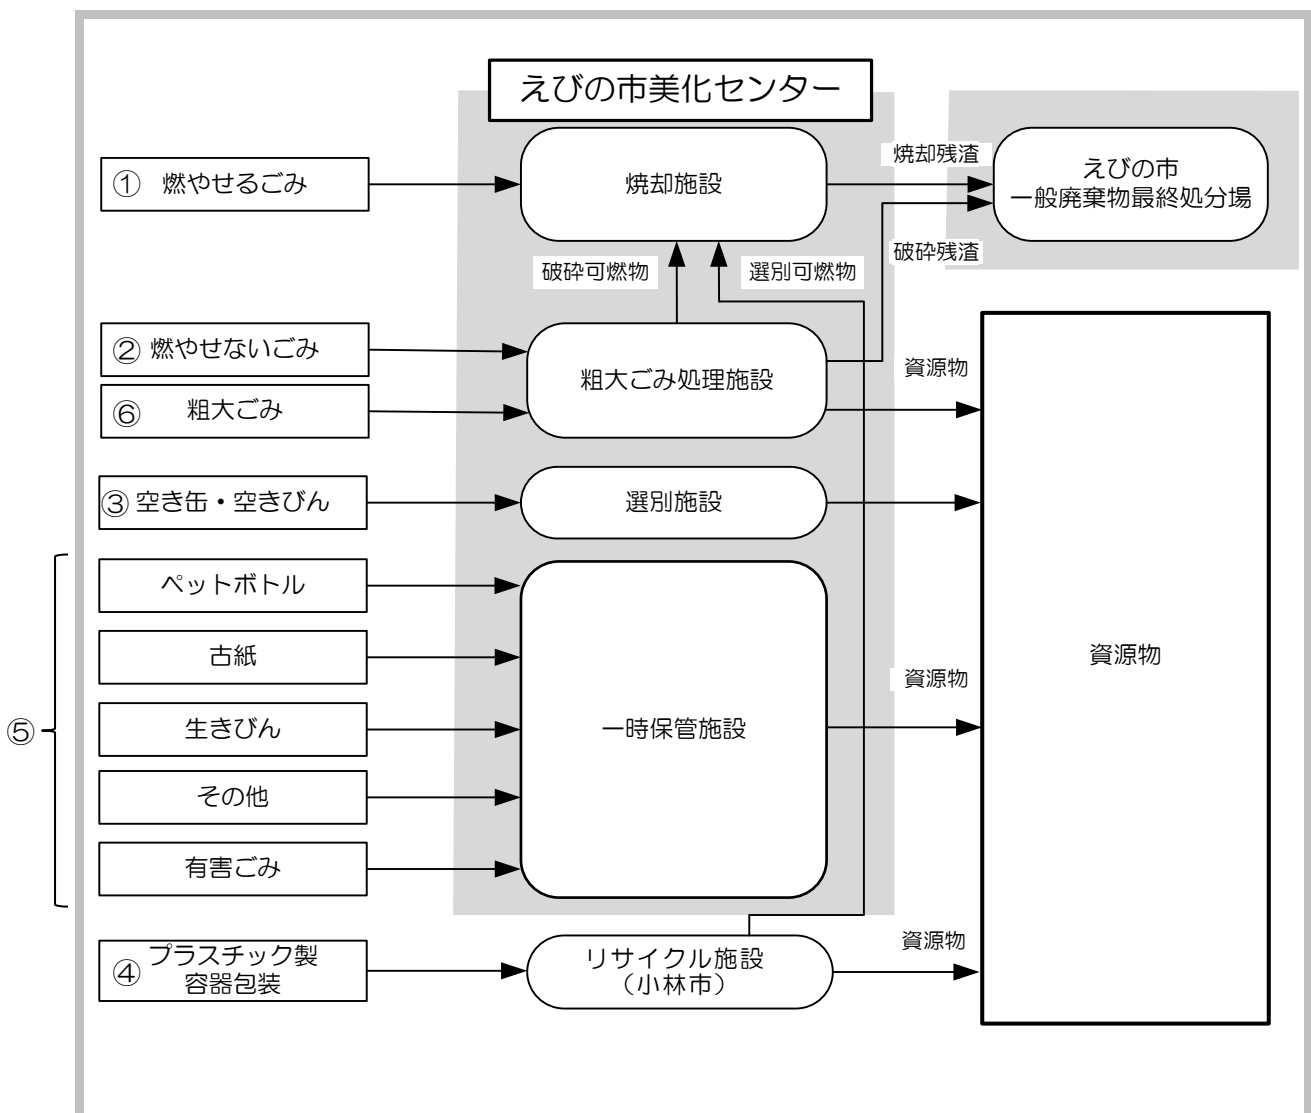 えびの市美化センター
① 燃やせるごみ
焼却施設
焼却残渣
えびの市
一般廃棄物最終処分場
破砕可燃物
選別可燃物
破砕残渣
② 燃やせないごみ
⑥ 粗大ごみ
粗大ごみ処理施設
資源物
③ 空き缶・空きびん
選別施設
⑤
ペットボトル
古紙
生きびん
その他
有害ごみ
一時保管施設
資源物
資源物
④ プラスチック製
容器包装
リサイクル施設
（小林市）
資源物